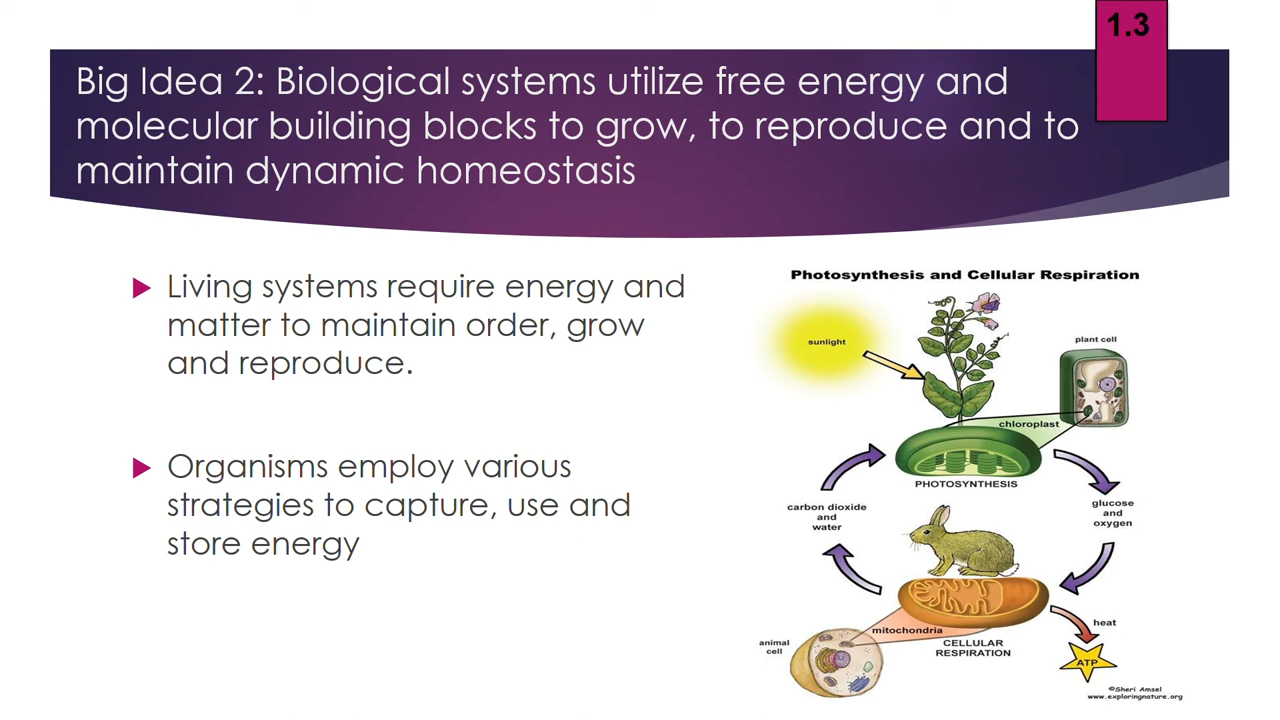 1.3
Big Idea 2: Biological systems utilize free energy and
molecular building blocks to grow, to reproduce and to
maintain dynamic homeostasis
Living systems require energy and
matter to maintain order, grow
and reproduce.
Organisms employ various
strategies to capture, use and
store energy
Photosynthesis and Cellular Respiration
sunlight
plant cell
chloroplast
PHOTOSYNTHESIS
carbon dioxide
and
water
glucose
and
oxygen
mitochondria
animal
cell
CELLULAR
RESPIRATION
heat
ATP
©Sheri Amsel
www.exploringnature.org